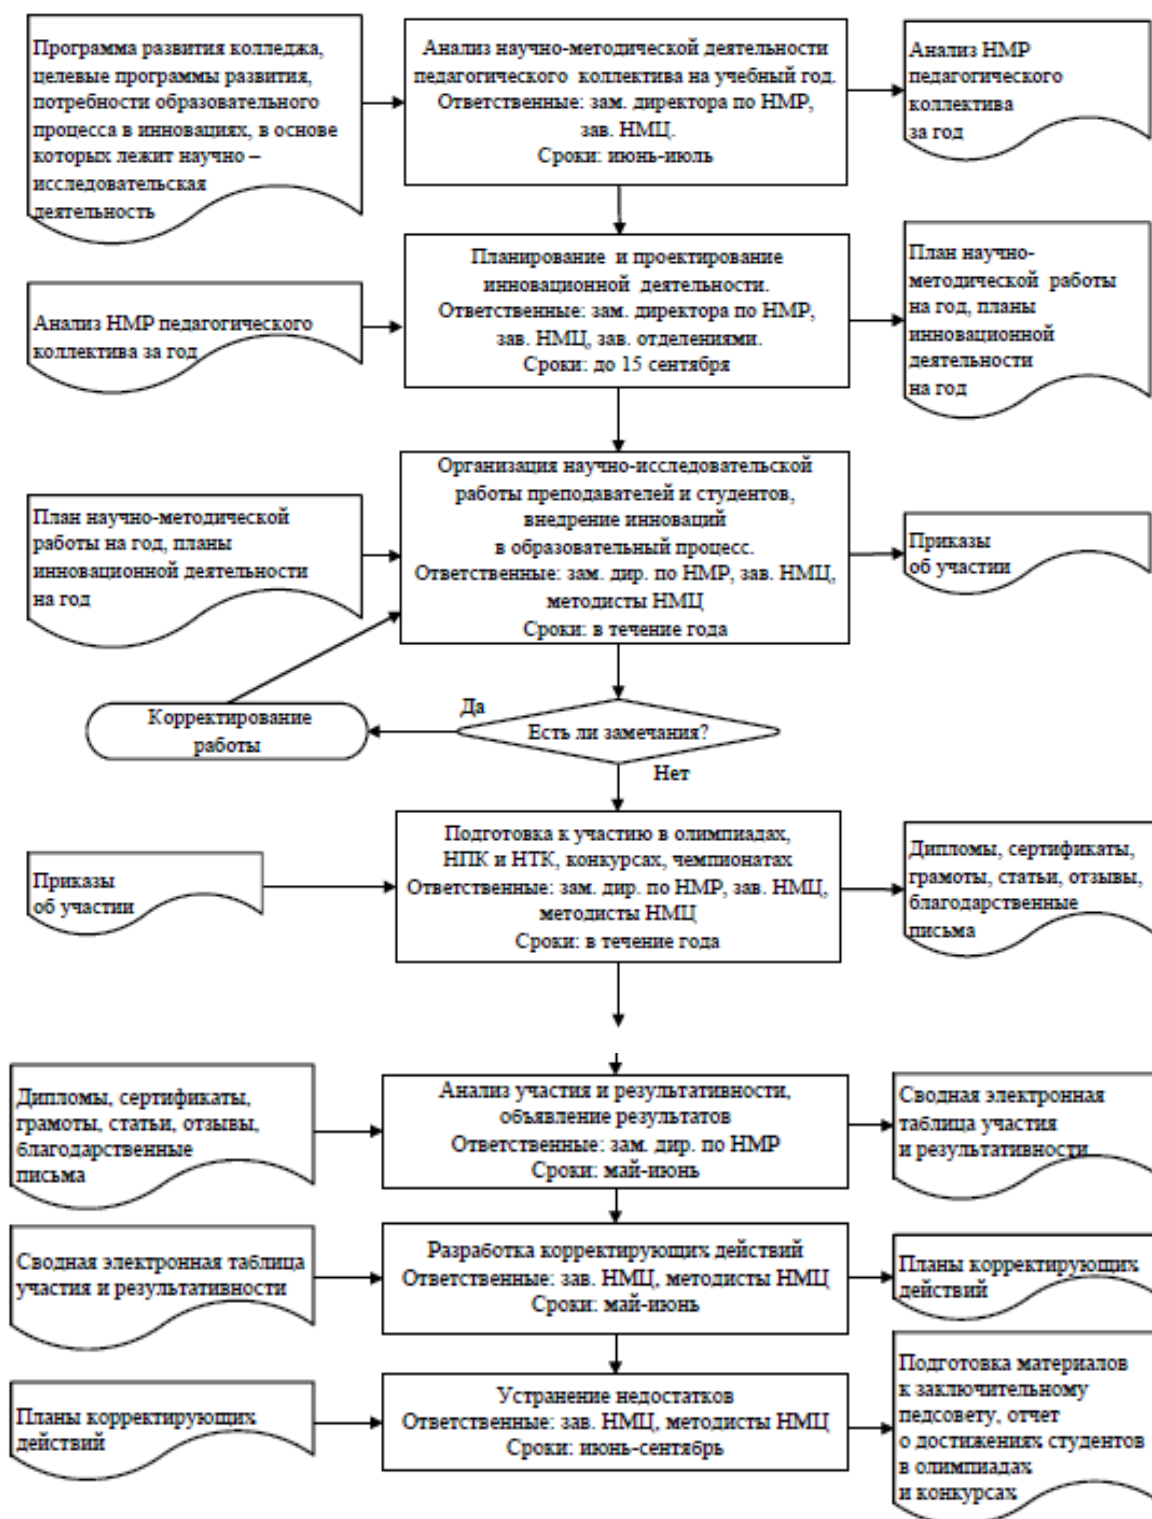 Программа развития колледжа,
целевые программы развития,
потребности образовательного
процесса в инновациях, в основе
которых лежит научно –
исследовательская
деятельность
Анализ научно-методической деятельности
педагогического коллектива на учебный год.
Ответственные: зам. директора по НМР,
зав. НМЦ.
Сроки: июнь-июль
Анализ НМР
педагогического
коллектива
за год
Анализ НМР педагогического
коллектива за год
Планирование и проектирование
инновационной деятельности.
Ответственные: зам. директора по НМР,
зав. НМЦ, зав. отделениями.
Сроки: до 15 сентября
План научно-
методической работы
на год, планы
инновационной
деятельности
на год
План научно-методической
работы на год, планы
инновационной деятельности
на год
Организация научно-исследовательской
работы преподавателей и студентов,
внедрение инноваций
в образовательный процесс.
Ответственные: зам. дир. по НМР, зав. НМЦ,
методисты НМЦ
Сроки: в течение года
Приказы
об участии
Корректирование
работы
Да
Есть ли замечания?
Нет
Приказы
об участии
Подготовка к участию в олимпиадах,
НПК и НТК, конкурсах, чемпионатах
Ответственные: зам. дир. по НМР, зав. НМЦ,
методисты НМЦ
Сроки: в течение года
Дипломы, сертификаты,
грамоты, статьи, отзывы,
благодарственные
письма
Дипломы, сертификаты,
грамоты, статьи, отзывы,
благодарственные
письма
Анализ участия и результативности,
объявление результатов
Ответственные: зам. дир. по НМР
Сроки: май-июнь
Сводная электронная
таблица участия
и результативности
Сводная электронная таблица
участия и результативности
Разработка корректирующих действий
Ответственные: зав. НМЦ, методисты НМЦ
Сроки: май-июнь
Планы корректирующих
действий
Планы корректирующих
действий
Устранение недостатков
Ответственные: зав. НМЦ, методисты НМЦ
Сроки: июнь-сентябрь
Подготовка материалов
к заключительному
педсовету, отчет
о достижениях студентов
в олимпиадах
и конкурсах